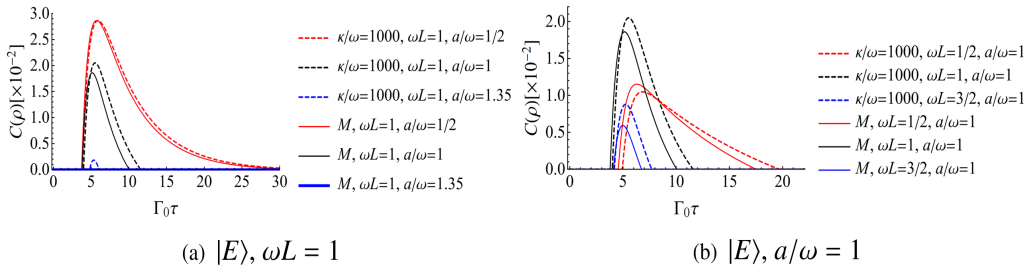 C(ρ)[×10⁻²]
3.0
2.5
2.0
1.5
1.0
0.5
0.0
0 5 10 15 20 25 30
Γ₀τ
κ/ω=1000, ωL=1, a/ω=1/2
κ/ω=1000, ωL=1, a/ω=1
κ/ω=1000, ωL=1, a/ω=1.35
M, ωL=1, a/ω=1/2
M, ωL=1, a/ω=1
M, ωL=1, a/ω=1.35
(a) |E⟩, ωL = 1
C(ρ)[×10⁻²]
2.0
1.5
1.0
0.5
0.0
0 5 10 15 20
Γ₀τ
κ/ω=1000, ωL=1/2, a/ω=1
κ/ω=1000, ωL=1, a/ω=1
κ/ω=1000, ωL=3/2, a/ω=1
M, ωL=1/2, a/ω=1
M, ωL=1, a/ω=1
M, ωL=3/2, a/ω=1
(b) |E⟩, a/ω = 1